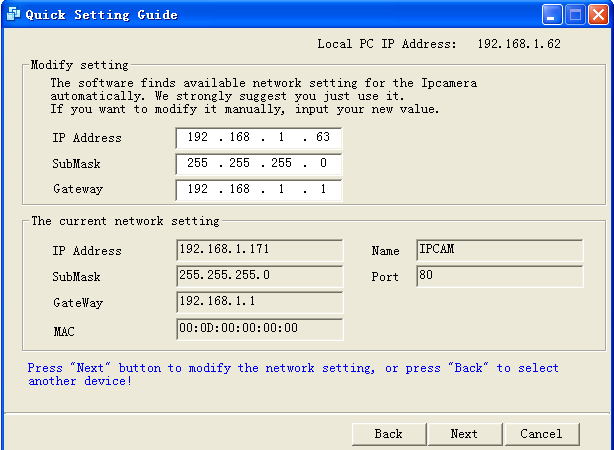 Quick Setting Guide
Local PC IP Address: 192.168.1.62
Modify setting
The software finds available network setting for the Ipcamera
automatically. We strongly suggest you just use it.
If you want to modify it manually, input your new value.
IP Address 192 . 168 . 1 . 63
SubMask 255 . 255 . 255 . 0
Gateway 192 . 168 . 1 . 1
The current network setting
IP Address 192.168.1.171 Name IPCAM
SubMask 255.255.255.0 Port 80
GateWay 192.168.1.1
MAC 00:0D:00:00:00:00
Press "Next" button to modify the network setting, or press "Back" to select
another device!
Back Next Cancel